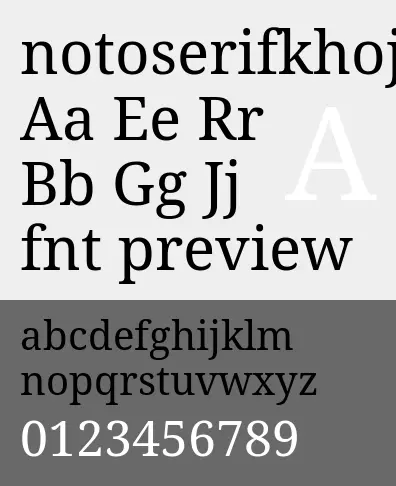 notoserifkhoj
Aa Ee Rr
A
Bb Gg Jj
fnt preview
abcdefghijklm
nopqrstuvwxyz
0123456789